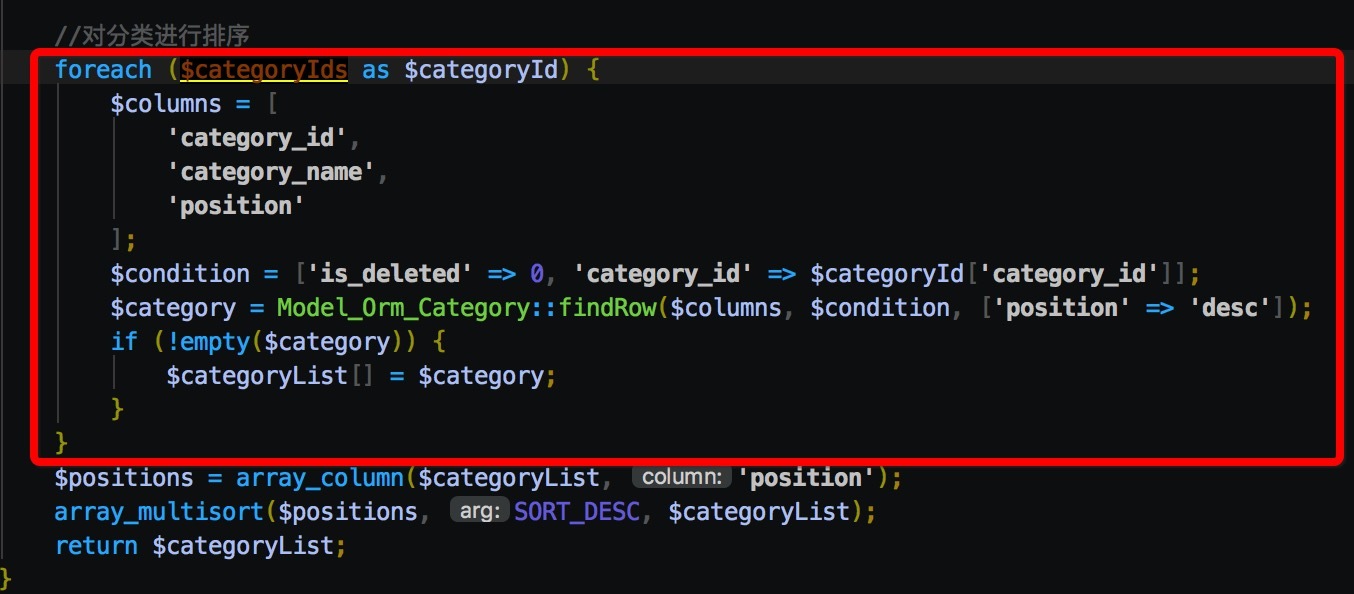 //对分类进行排序
foreach ($categoryIds as $categoryId) {
    $columns = [
        'category_id',
        'category_name',
        'position'
    ];
    $condition = ['is_deleted' => 0, 'category_id' => $categoryId['category_id']];
    $category = Model_Orm_Category::findRow($columns, $condition, ['position' => 'desc']);
    if (!empty($category)) {
        $categoryList[] = $category;
    }
}
$positions = array_column($categoryList, column: 'position');
array_multisort($positions, arg: SORT_DESC, $categoryList);
return $categoryList;
}